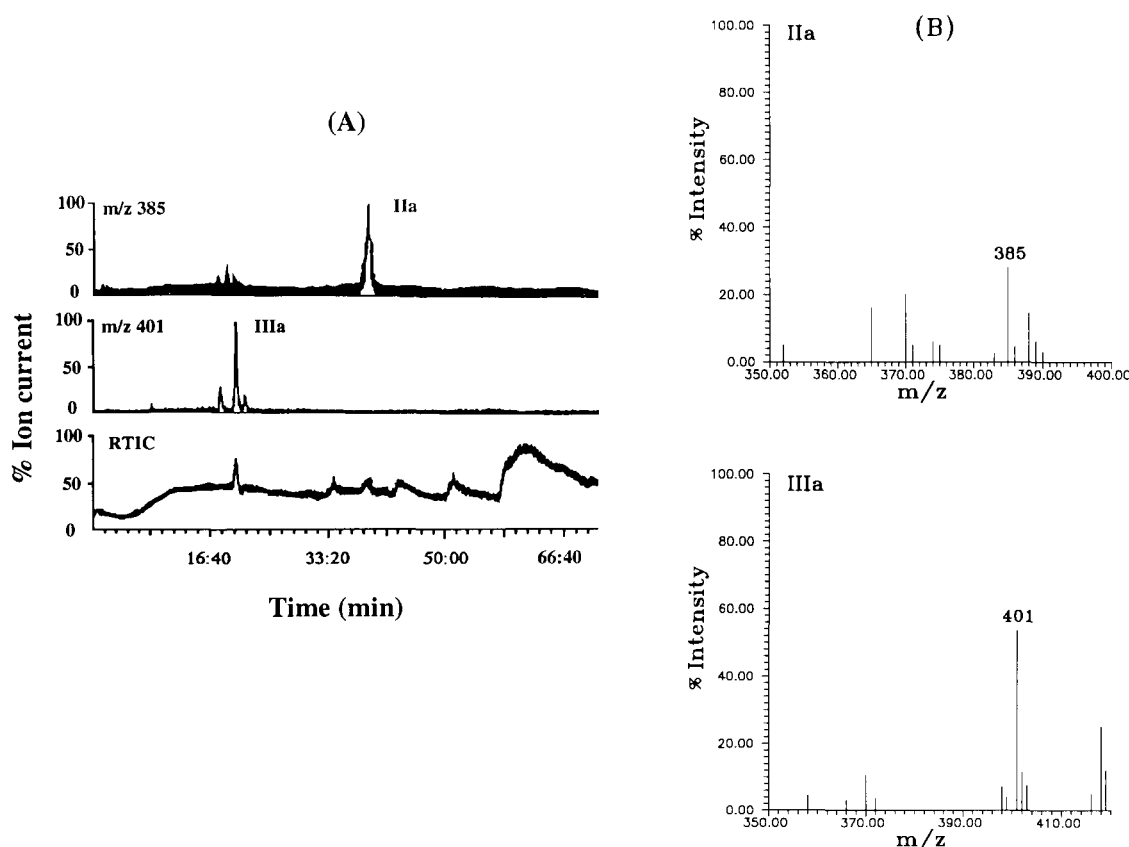 (A)
% Ion current
100
m/z 385
IIa
50
0
100
m/z 401
IIIa
50
0
100
RTIC
50
0
16:40 33:20 50:00 66:40
Time (min)
(B)
IIa
% Intensity
100.00
80.00
60.00
40.00
20.00
0.00
385
350.00 360.00 370.00 380.00 390.00 400.00
m/z
IIIa
% Intensity
100.00
80.00
60.00
40.00
20.00
0.00
401
350.00 370.00 390.00 410.00
m/z